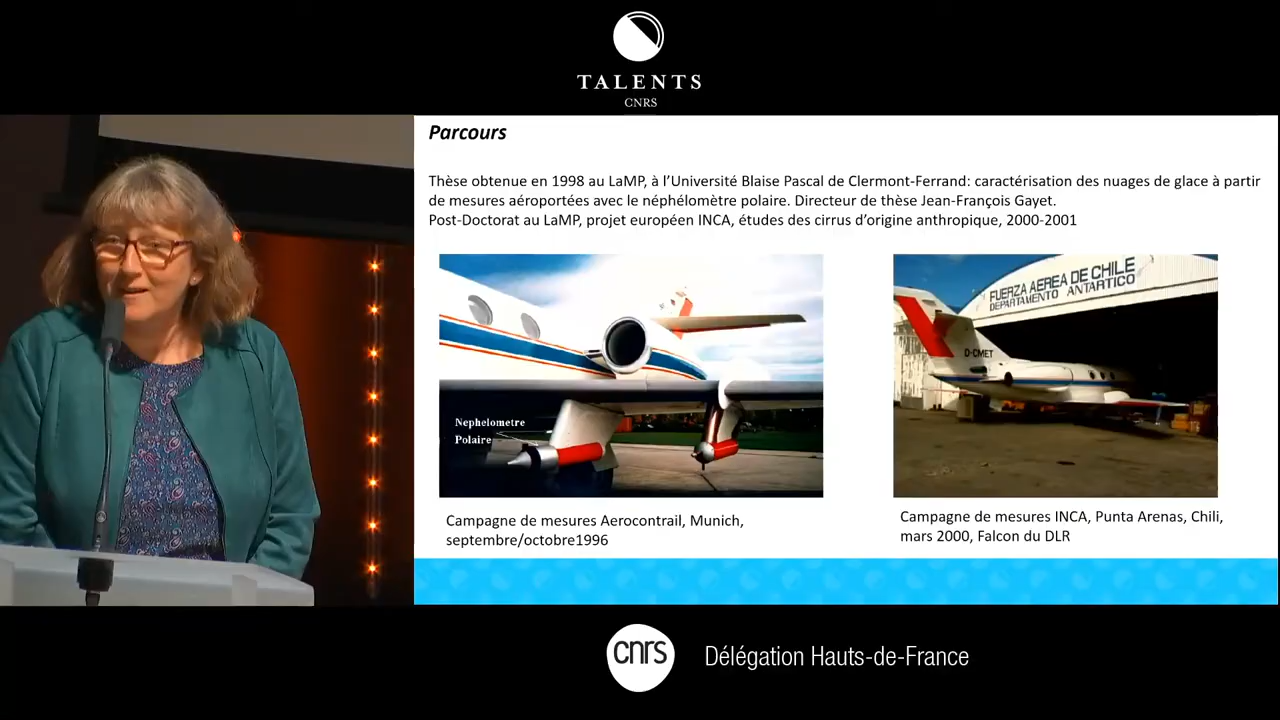 TALENTS
CNRS
Parcours
Thèse obtenue en 1998 au LaMP, à l'Université Blaise Pascal de Clermont-Ferrand: caractérisation des nuages de glace à partir
de mesures aéroportées avec le néphélomètre polaire. Directeur de thèse Jean-François Gayet.
Post-Doctorat au LaMP, projet européen INCA, études des cirrus d'origine anthropique, 2000-2001
Nephelometre
Polaire
FUERZA AEREA DE CHILE
DEPARTAMENTO ANTARTICO
D-CMET
Campagne de mesures Aerocontrail, Munich,
septembre/octobre1996
Campagne de mesures INCA, Punta Arenas, Chili,
mars 2000, Falcon du DLR
cnrs
Délégation Hauts-de-France